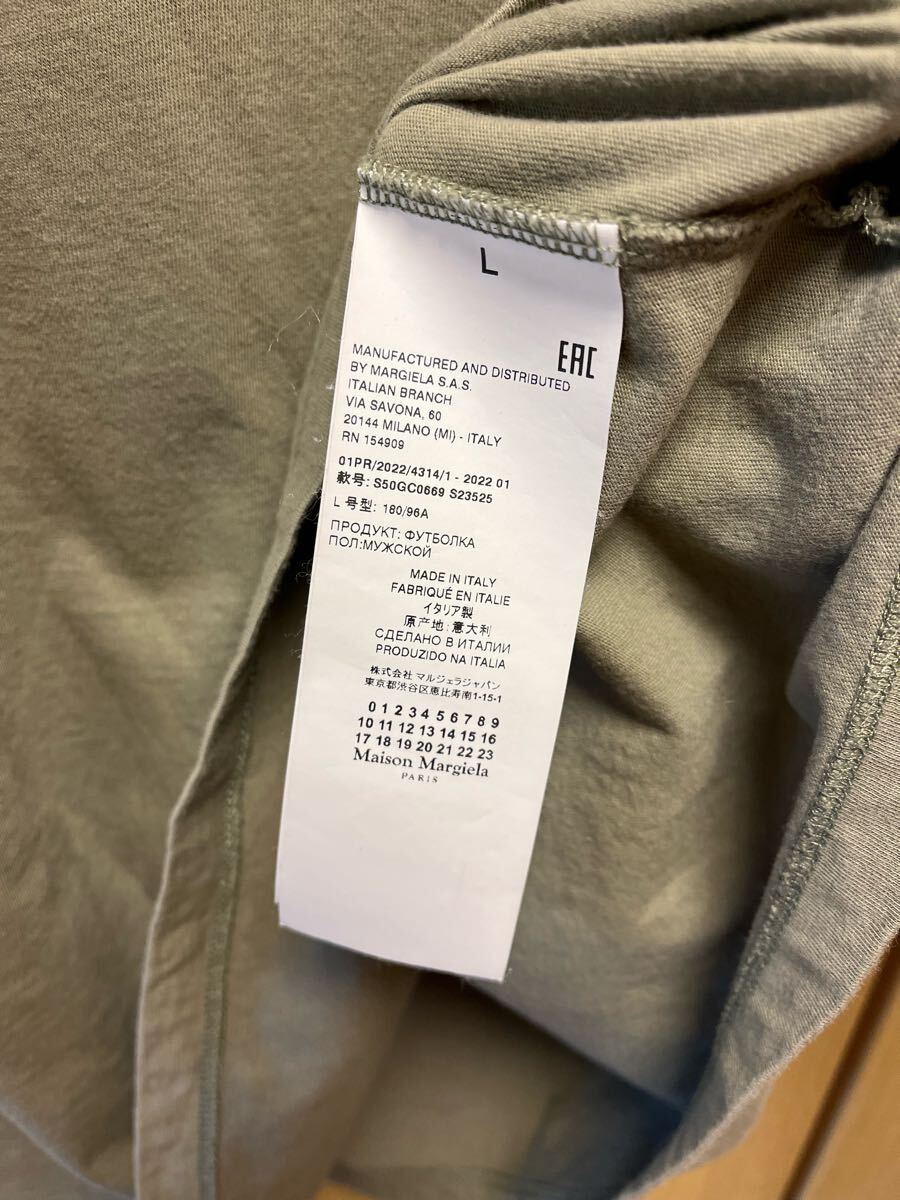 L
EAC
MANUFACTURED AND DISTRIBUTED
BY MARGIELA S.A.S.
ITALIAN BRANCH
VIA SAVONA, 60
20144 MILANO (MI) - ITALY
RN 154909
01PR/2022/4314/1 - 2022 01
款号: S50GC0669 S23525
L 号型: 180/96A
ПРОДУКТ: ФУТБОЛКА
ПОЛ:МУЖСКОЙ
MADE IN ITALY
FABRIQUÉ EN ITALIE
イタリア製
原产地:意大利
СДЕЛАНО В ИТАЛИИ
PRODUZIDO NA ITALIA
株式会社 マルジェラジャパン
東京都渋谷区恵比寿南1-15-1
0 1 2 3 4 5 6 7 8 9
10 11 12 13 14 15 16
17 18 19 20 21 22 23
Maison Margiela
PARIS